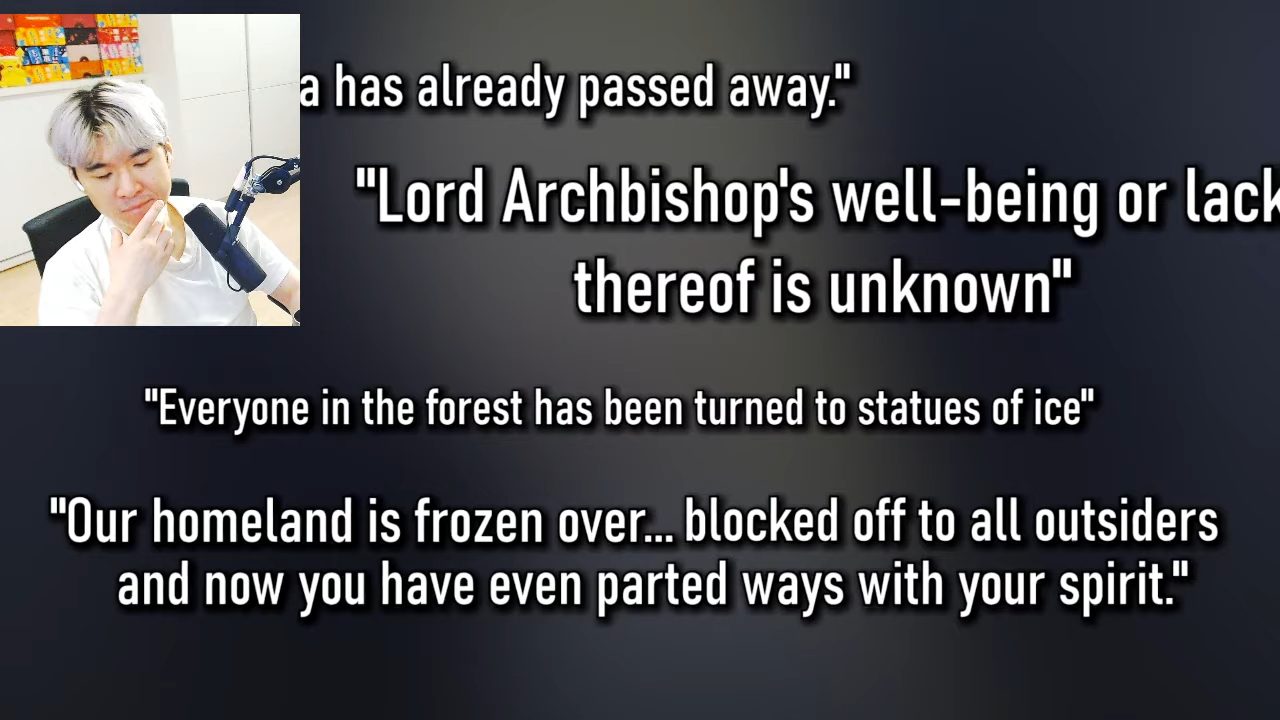 a has already passed away."
"Lord Archbishop's well-being or lack
thereof is unknown"
"Everyone in the forest has been turned to statues of ice"
"Our homeland is frozen over... blocked off to all outsiders
and now you have even parted ways with your spirit."